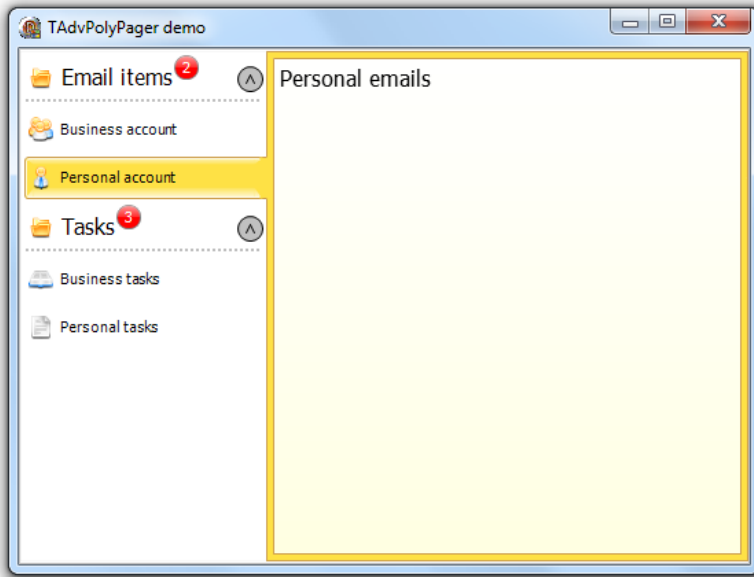 TAdvPolyPager demo
Email items 2
Business account
Personal account
Tasks 3
Business tasks
Personal tasks
Personal emails